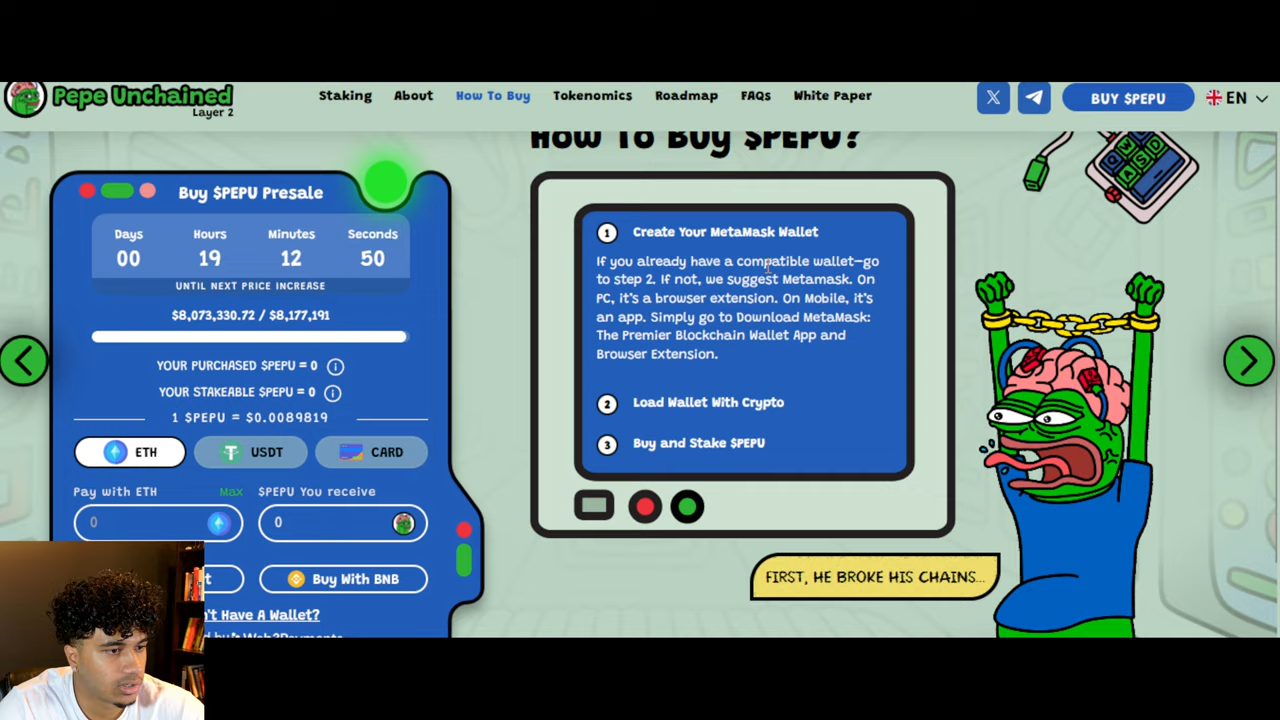 Pepe Unchained
Layer 2
Staking
About
How To Buy
Tokenomics
Roadmap
FAQs
White Paper
BUY $PEPU
EN
How To Buy $PEPU?
Buy $PEPU Presale
Days Hours Minutes Seconds
00 19 12 50
UNTIL NEXT PRICE INCREASE
$8,073,330.72 / $8,177,191
YOUR PURCHASED $PEPU = 0
YOUR STAKEABLE $PEPU = 0
1 $PEPU = $0.0089819
ETH
USDT
CARD
Pay with ETH Max
$PEPU You receive
0
0
Buy With BNB
't Have A Wallet?
Web3Payments
1 Create Your MetaMask Wallet
If you already have a compatible wallet—go
to step 2. If not, we suggest Metamask. On
PC, it's a browser extension. On Mobile, it's
an app. Simply go to Download MetaMask:
The Premier Blockchain Wallet App and
Browser Extension.
2 Load Wallet With Crypto
3 Buy and Stake $PEPU
Q W
A S D
FIRST, HE BROKE HIS CHAINS...